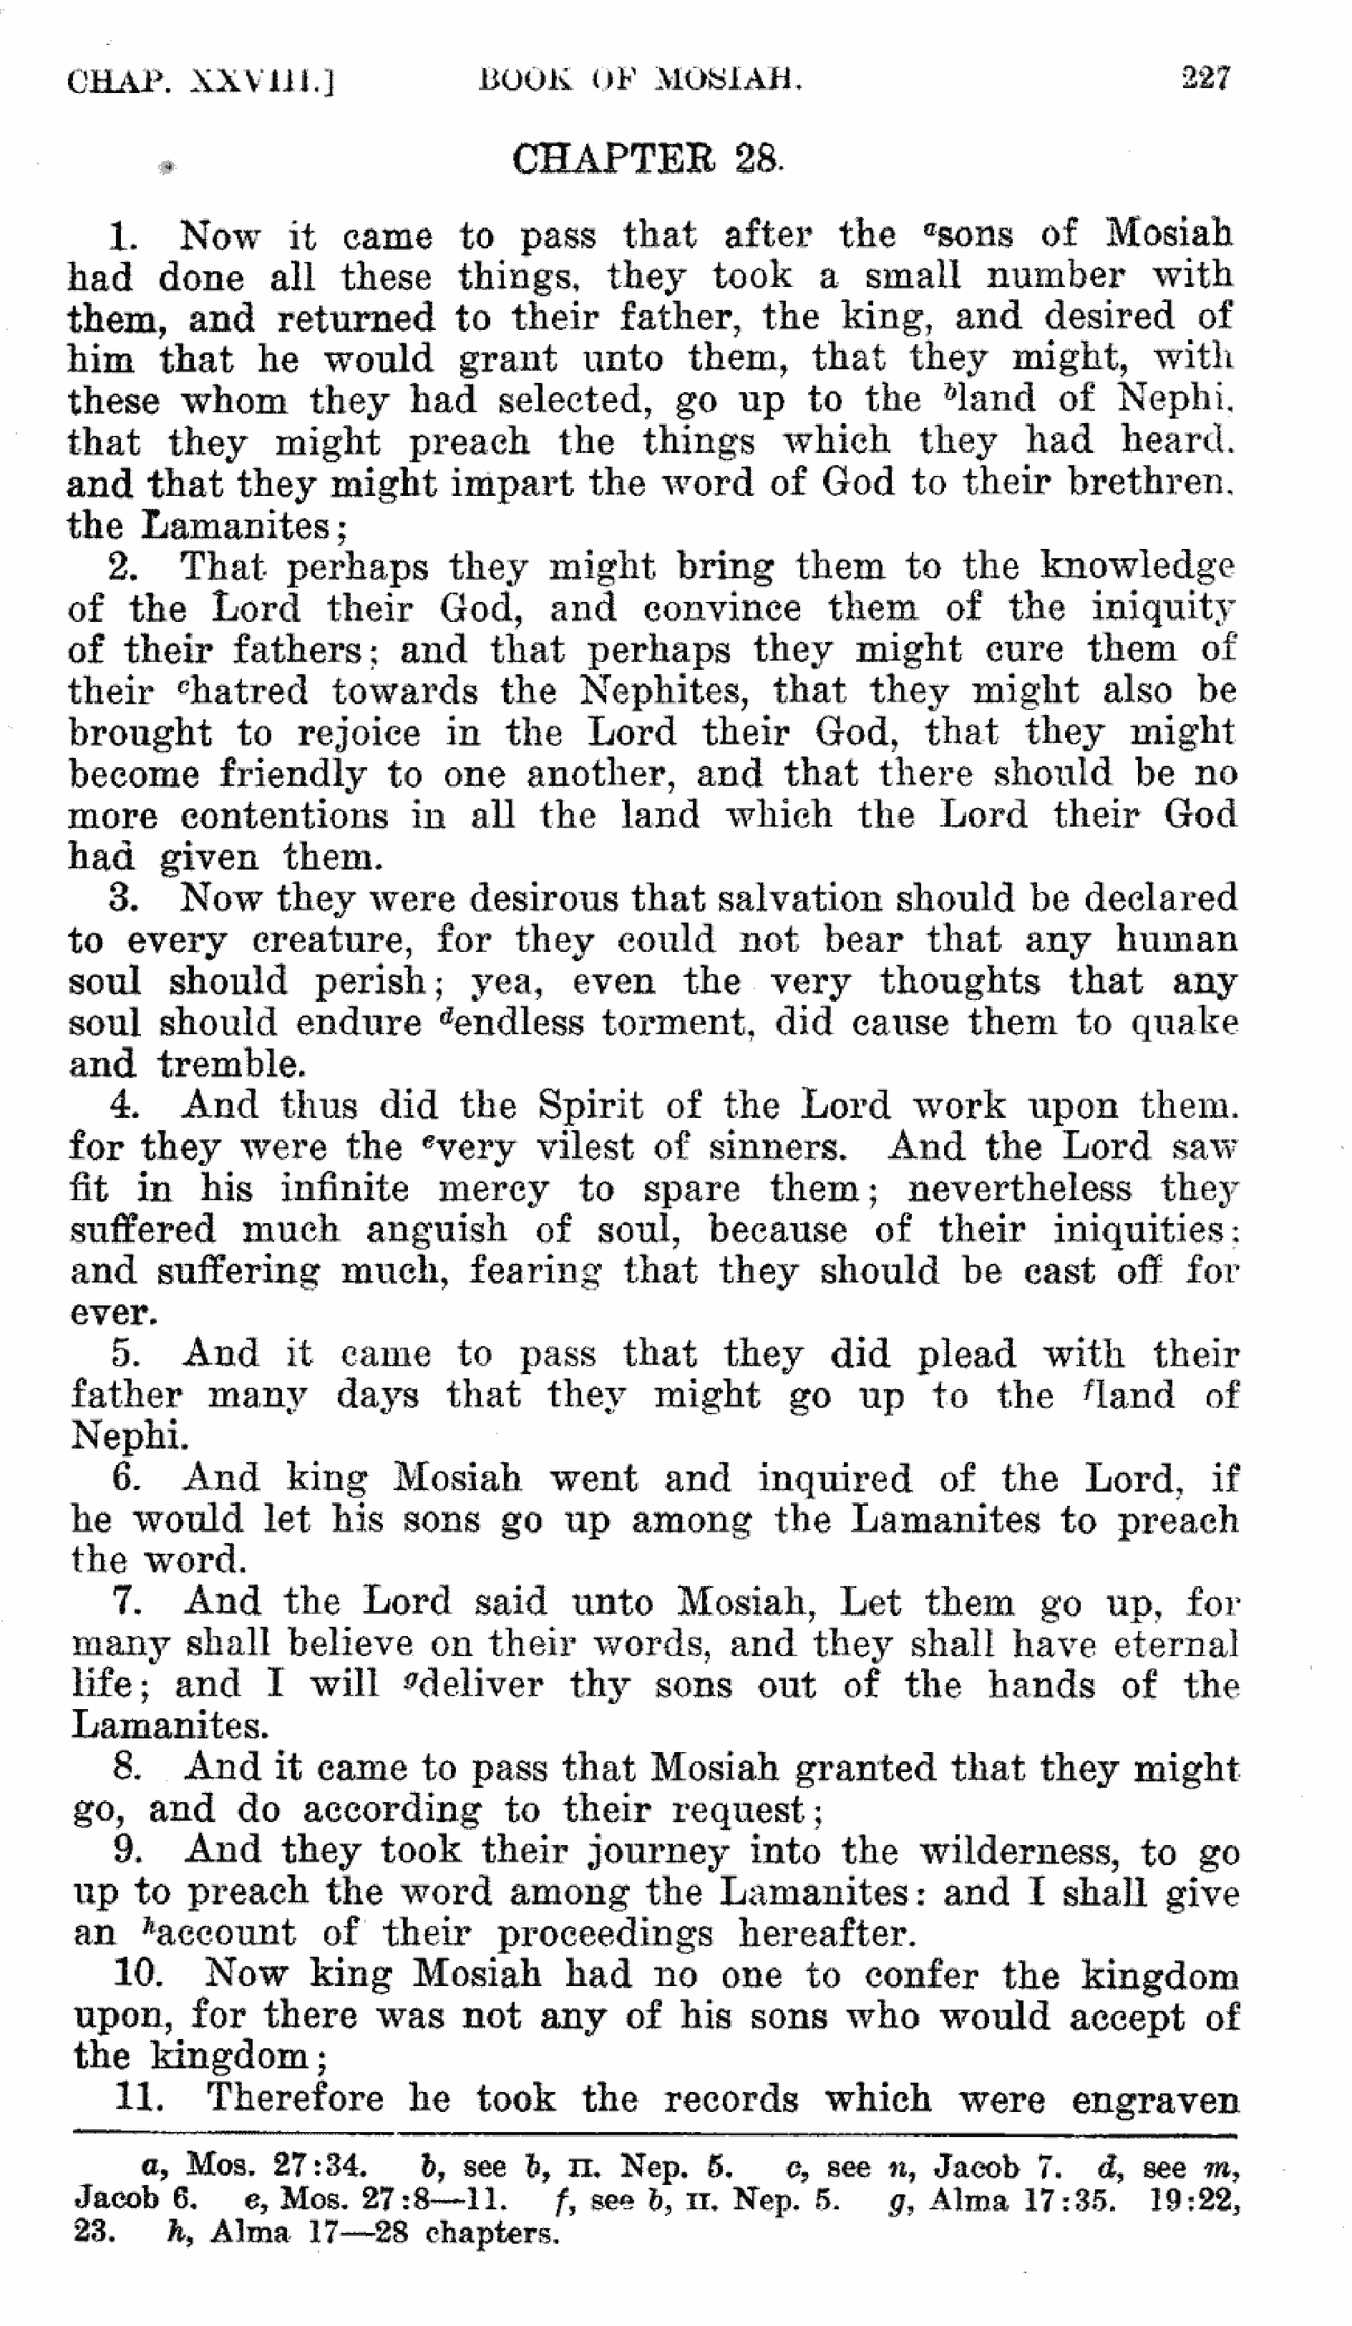 CHAP. XXVIII.] BOOK OF MOSIAH. 227
CHAPTER 28.
1. Now it came to pass that after the ᵃsons of Mosiah
had done all these things, they took a small number with
them, and returned to their father, the king, and desired of
him that he would grant unto them, that they might, with
these whom they had selected, go up to the ᵇland of Nephi,
that they might preach the things which they had heard,
and that they might impart the word of God to their brethren,
the Lamanites;
2. That perhaps they might bring them to the knowledge
of the Lord their God, and convince them of the iniquity
of their fathers; and that perhaps they might cure them of
their ᶜhatred towards the Nephites, that they might also be
brought to rejoice in the Lord their God, that they might
become friendly to one another, and that there should be no
more contentions in all the land which the Lord their God
had given them.
3. Now they were desirous that salvation should be declared
to every creature, for they could not bear that any human
soul should perish; yea, even the very thoughts that any
soul should endure ᵈendless torment, did cause them to quake
and tremble.
4. And thus did the Spirit of the Lord work upon them,
for they were the ᵉvery vilest of sinners. And the Lord saw
fit in his infinite mercy to spare them; nevertheless they
suffered much anguish of soul, because of their iniquities;
and suffering much, fearing that they should be cast off for
ever.
5. And it came to pass that they did plead with their
father many days that they might go up to the ᶠland of
Nephi.
6. And king Mosiah went and inquired of the Lord, if
he would let his sons go up among the Lamanites to preach
the word.
7. And the Lord said unto Mosiah, Let them go up, for
many shall believe on their words, and they shall have eternal
life; and I will ᵍdeliver thy sons out of the hands of the
Lamanites.
8. And it came to pass that Mosiah granted that they might
go, and do according to their request;
9. And they took their journey into the wilderness, to go
up to preach the word among the Lamanites: and I shall give
an ʰaccount of their proceedings hereafter.
10. Now king Mosiah had no one to confer the kingdom
upon, for there was not any of his sons who would accept of
the kingdom;
11. Therefore he took the records which were engraven
a, Mos. 27:34. b, see b, II. Nep. 5. c, see n, Jacob 7. d, see m,
Jacob 6. e, Mos. 27:8—11. f, see b, II. Nep. 5. g, Alma 17:35. 19:22,
23. h, Alma 17—28 chapters.